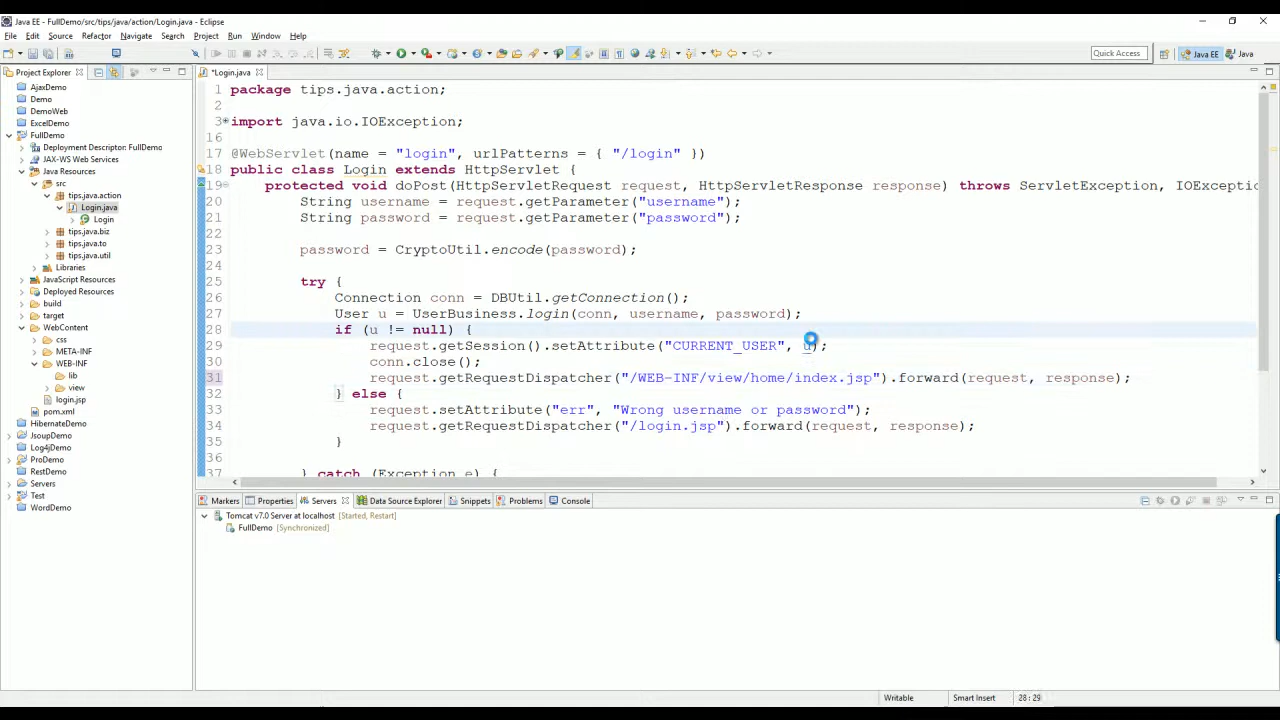 Java EE - FullDemo/src/tips/java/action/Login.java - Eclipse
File Edit Source Refactor Navigate Search Project Run Window Help
Quick Access Java EE Java
Project Explorer
AjaxDemo
Demo
DemoWeb
ExcelDemo
FullDemo
Deployment Descriptor: FullDemo
JAX-WS Web Services
Java Resources
src
tips.java.action
Login.java
Login
tips.java.biz
tips.java.to
tips.java.util
Libraries
JavaScript Resources
Deployed Resources
build
target
WebContent
css
META-INF
WEB-INF
lib
view
login.jsp
pom.xml
HibernateDemo
JsoupDemo
Log4jDemo
ProDemo
RestDemo
Servers
Test
WordDemo
*Login.java
1 package tips.java.action;
2
3 import java.io.IOException;
16
17 @WebServlet(name = "login", urlPatterns = { "/login" })
18 public class Login extends HttpServlet {
19 protected void doPost(HttpServletRequest request, HttpServletResponse response) throws ServletException, IOExcepti
20 String username = request.getParameter("username");
21 String password = request.getParameter("password");
22
23 password = CryptoUtil.encode(password);
24
25 try {
26 Connection conn = DBUtil.getConnection();
27 User u = UserBusiness.login(conn, username, password);
28 if (u != null) {
29 request.getSession().setAttribute("CURRENT_USER", u);
30 conn.close();
31 request.getRequestDispatcher("/WEB-INF/view/home/index.jsp").forward(request, response);
32 } else {
33 request.setAttribute("err", "Wrong username or password");
34 request.getRequestDispatcher("/login.jsp").forward(request, response);
35 }
36
37 } catch (Exception e) {
Markers Properties Servers Data Source Explorer Snippets Problems Console
Tomcat v7.0 Server at localhost [Started, Restart]
FullDemo [Synchronized]
Writable Smart Insert 28 : 29